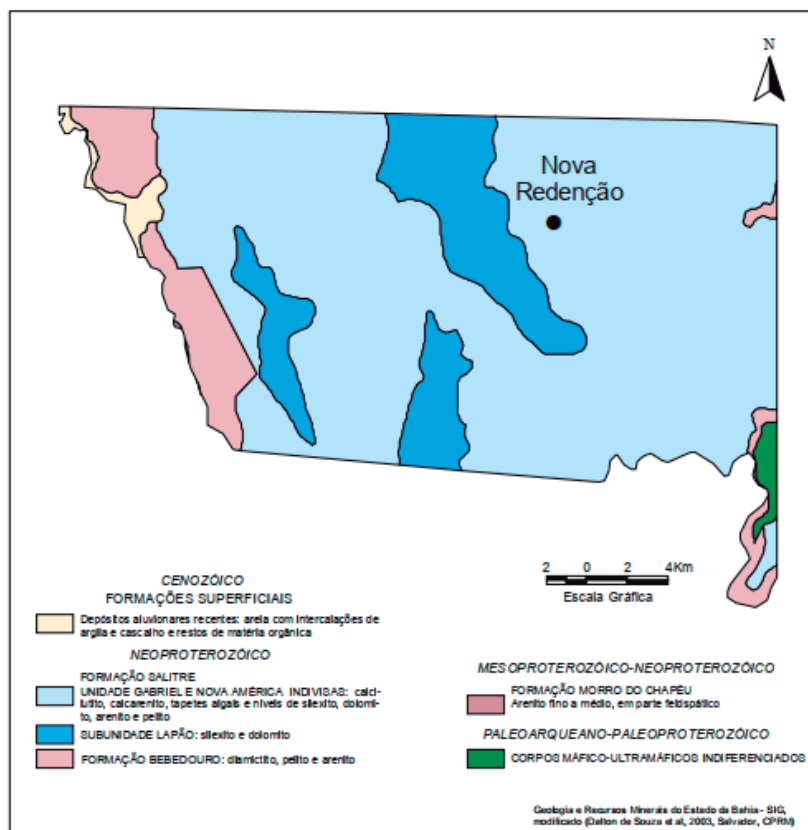 N
Nova
Redenção
2 0 2 4Km
Escala Gráfica
CENOZÓICO
FORMAÇÕES SUPERFICIAIS
Depósitos aluvionares recentes: areia com intercalações de
argila e cascalho e restos de matéria orgânica
NEOPROTEROZÓICO
FORMAÇÃO SALITRE
UNIDADE GABRIEL E NOVA AMÉRICA INDIVISAS: calci-
lutito, calcarenito, tapetes algais e níveis de silexito, dolomi-
to, arenito e pelito
SUBUNIDADE LAPÃO: silexito e dolomito
FORMAÇÃO BEBEDOURO: diamictito, pelito e arenito
MESOPROTEROZÓICO-NEOPROTEROZÓICO
FORMAÇÃO MORRO DO CHAPÉU
Arenito fino a médio, em parte feldspático
PALEOARQUEANO-PALEOPROTEROZÓICO
CORPOS MÁFICO-ULTRAMÁFICOS INDIFERENCIADOS
Geologia e Recursos Minerais do Estado da Bahia - SIG,
modificado (Dalton de Souza et al, 2003, Salvador, CPRM)